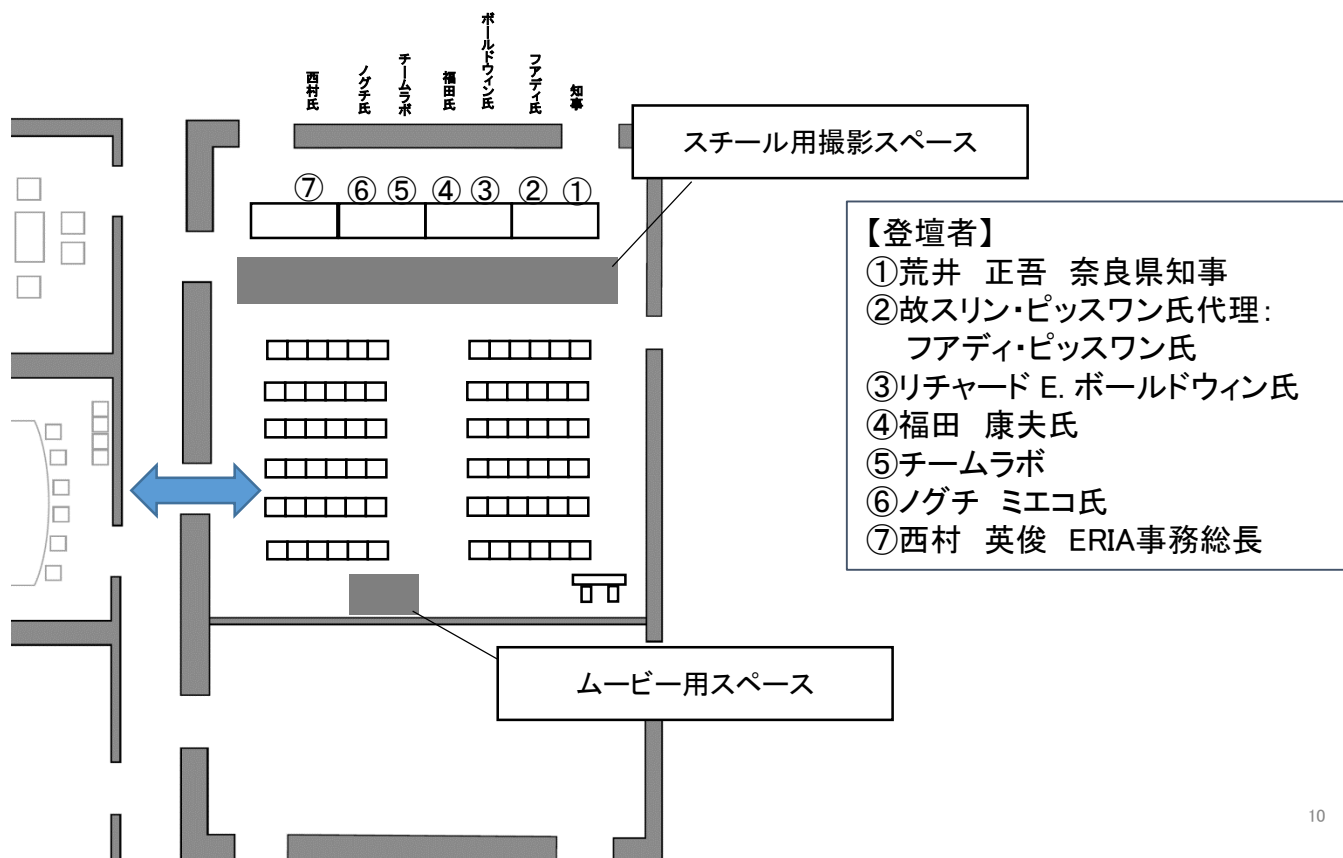 西村氏
ノグチ氏
チームラボ
福田氏
ボールドウィン氏
フアディ氏
知事
スチール用撮影スペース
⑦ ⑥ ⑤ ④ ③ ② ①
【登壇者】
①荒井　正吾　奈良県知事
②故スリン・ピッスワン氏代理:
フアディ・ピッスワン氏
③リチャード E. ボールドウィン氏
④福田　康夫氏
⑤チームラボ
⑥ノグチ　ミエコ氏
⑦西村　英俊　ERIA事務総長
ムービー用スペース
10